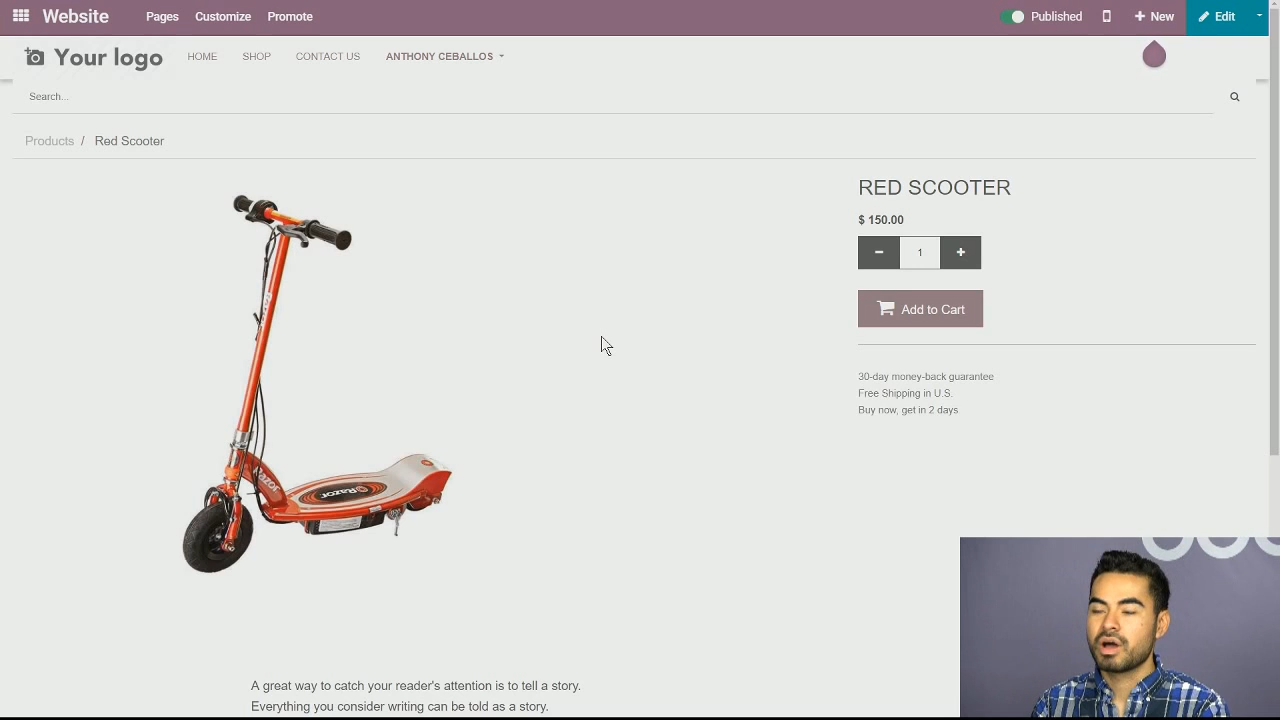 Website
Pages
Customize
Promote
Published
New
Edit
Your logo
HOME
SHOP
CONTACT US
ANTHONY CEBALLOS
Search...
Products / Red Scooter
RED SCOOTER
$ 150.00
1
Add to Cart
30-day money-back guarantee
Free Shipping in U.S.
Buy now, get in 2 days
Razor
Razor
A great way to catch your reader's attention is to tell a story.
Everything you consider writing can be told as a story.